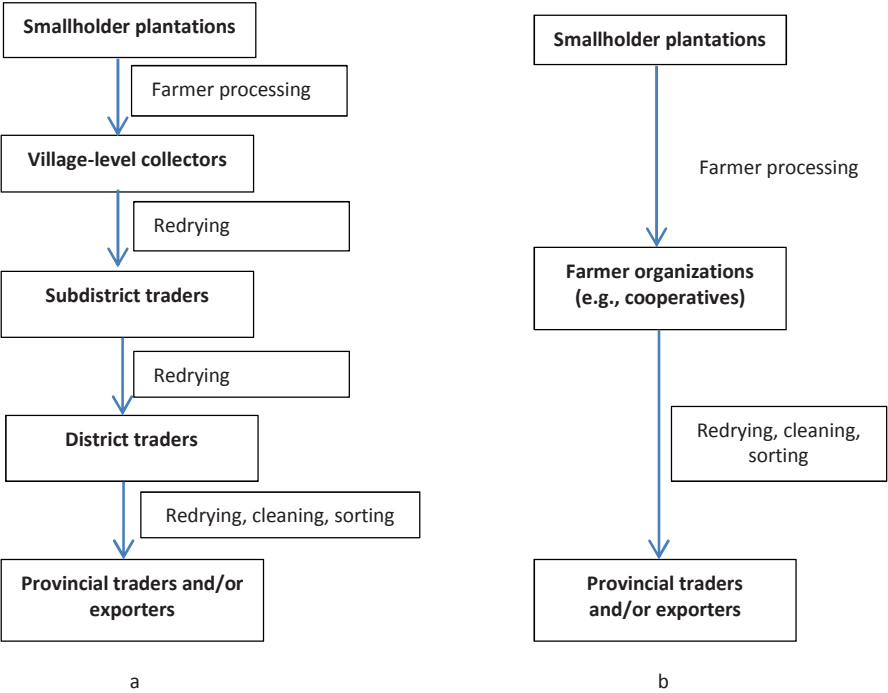 Smallholder plantations
Farmer processing
Village-level collectors
Redrying
Subdistrict traders
Redrying
District traders
Redrying, cleaning, sorting
Provincial traders and/or
exporters
a
Smallholder plantations
Farmer processing
Farmer organizations
(e.g., cooperatives)
Redrying, cleaning,
sorting
Provincial traders
and/or exporters
b